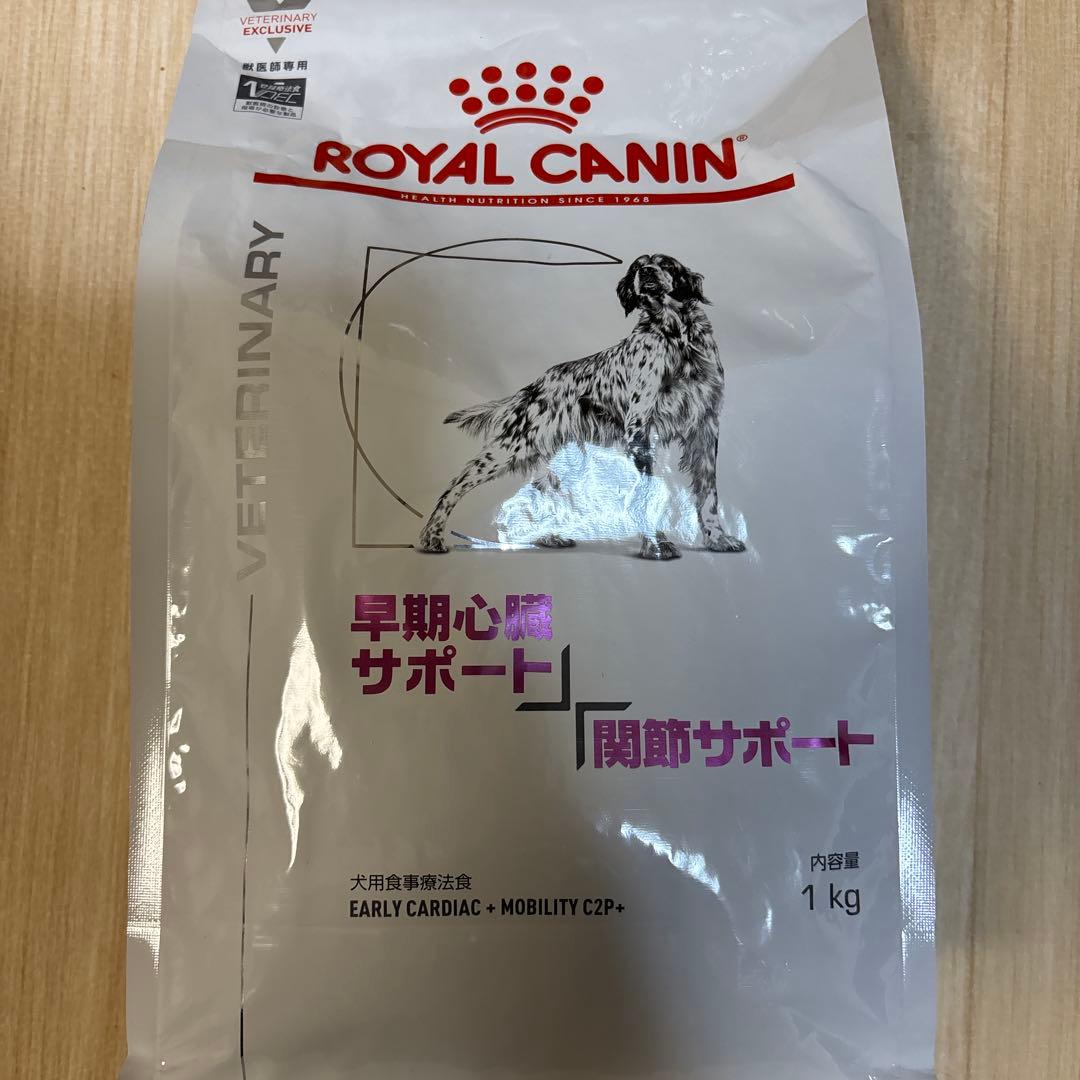 VETERINARY
EXCLUSIVE
獣医師専用
ROYAL CANIN®
HEALTH NUTRITION SINCE 1968
VETERINARY
早期心臓
サポート
関節サポート
犬用食事療法食
EARLY CARDIAC + MOBILITY C2P+
内容量
1 kg